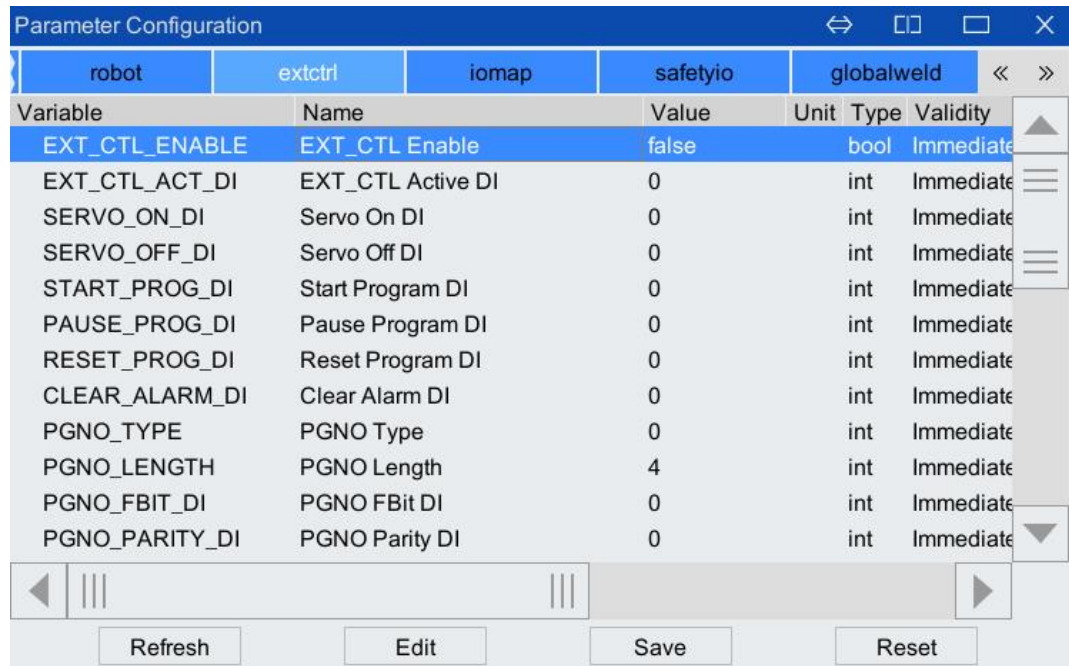 Parameter Configuration
robot extctrl iomap safetyio globalweld
Variable Name Value Unit Type Validity
EXT_CTL_ENABLE EXT_CTL Enable false bool Immediate
EXT_CTL_ACT_DI EXT_CTL Active DI 0 int Immediate
SERVO_ON_DI Servo On DI 0 int Immediate
SERVO_OFF_DI Servo Off DI 0 int Immediate
START_PROG_DI Start Program DI 0 int Immediate
PAUSE_PROG_DI Pause Program DI 0 int Immediate
RESET_PROG_DI Reset Program DI 0 int Immediate
CLEAR_ALARM_DI Clear Alarm DI 0 int Immediate
PGNO_TYPE PGNO Type 0 int Immediate
PGNO_LENGTH PGNO Length 4 int Immediate
PGNO_FBIT_DI PGNO FBit DI 0 int Immediate
PGNO_PARITY_DI PGNO Parity DI 0 int Immediate
Refresh Edit Save Reset